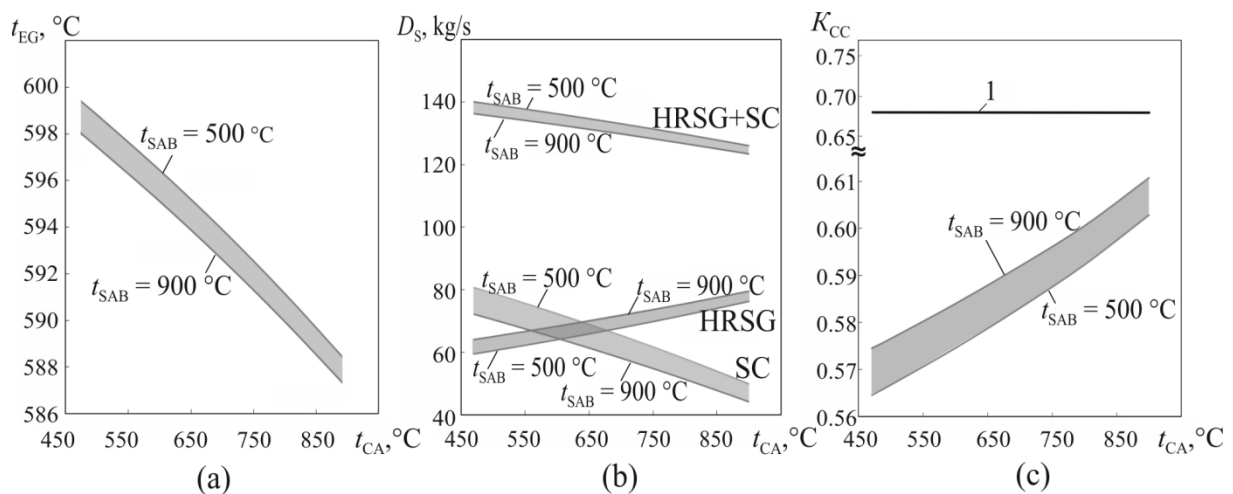 t_EG, °C
600
598
596
594
592
590
588
586
450 550 650 750 850 t_CA, °C
t_SAB = 500 °C
t_SAB = 900 °C
(a)
D_S, kg/s
140
120
100
80
60
40
450 550 650 750 850 t_CA, °C
t_SAB = 500 °C
HRSG+SC
t_SAB = 900 °C
t_SAB = 500 °C
t_SAB = 900 °C
HRSG
t_SAB = 500 °C
SC
t_SAB = 900 °C
(b)
K_CC
0.75
0.70
0.65
≈
0.61
0.60
0.59
0.58
0.57
0.56
450 550 650 750 850 t_CA, °C
1
t_SAB = 900 °C
t_SAB = 500 °C
(c)